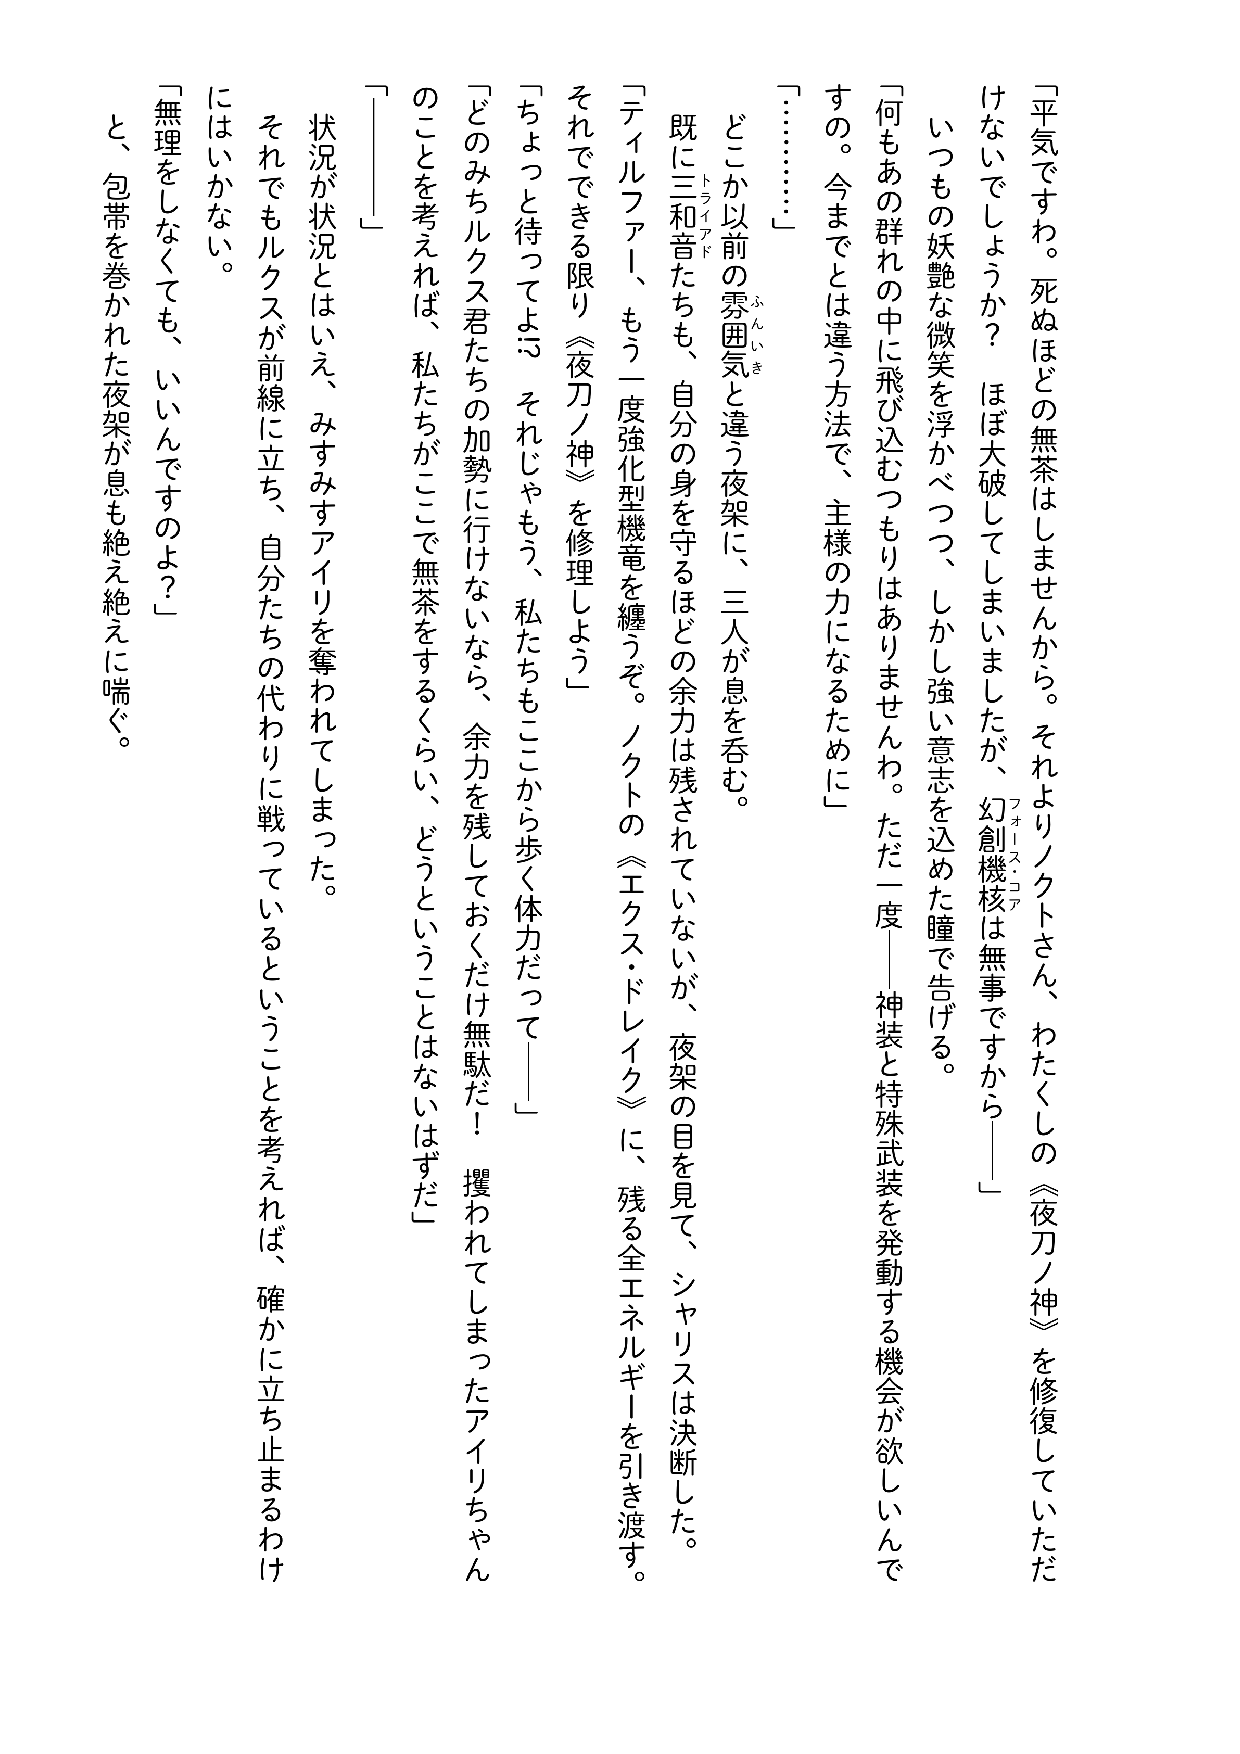 「平気ですわ。死ぬほどの無茶はしませんから。それよりノクトさん、わたくしの《夜刀ノ神》を修復していただ
けないでしょうか？　ほぼ大破してしまいましたが、幻創機核フォース・コアは無事ですから――」
　いつもの妖艶な微笑を浮かべつつ、しかし強い意志を込めた瞳で告げる。
「何もあの群れの中に飛び込むつもりはありませんわ。ただ一度――神装と特殊武装を発動する機会が欲しいんで
すの。今までとは違う方法で、主様の力になるために」
「…………」
　どこか以前の雰囲気ふんいきと違う夜架に、三人が息を呑む。
　既に三和音トライアドたちも、自分の身を守るほどの余力は残されていないが、夜架の目を見て、シャリスは決断した。
「ティルファー、もう一度強化型機竜を纏うぞ。ノクトの《エクス・ドレイク》に、残る全エネルギーを引き渡す。
それでできる限り《夜刀ノ神》を修理しよう」
「ちょっと待ってよ!?　それじゃもう、私たちもここから歩く体力だって――」
「どのみちルクス君たちの加勢に行けないなら、余力を残しておくだけ無駄だ！　攫われてしまったアイリちゃん
のことを考えれば、私たちがここで無茶をするくらい、どうということはないはずだ」
「――――」
　状況が状況とはいえ、みすみすアイリを奪われてしまった。
　それでもルクスが前線に立ち、自分たちの代わりに戦っているということを考えれば、確かに立ち止まるわけ
にはいかない。
「無理をしなくても、いいんですのよ？」
　と、包帯を巻かれた夜架が息も絶え絶えに喘ぐ。